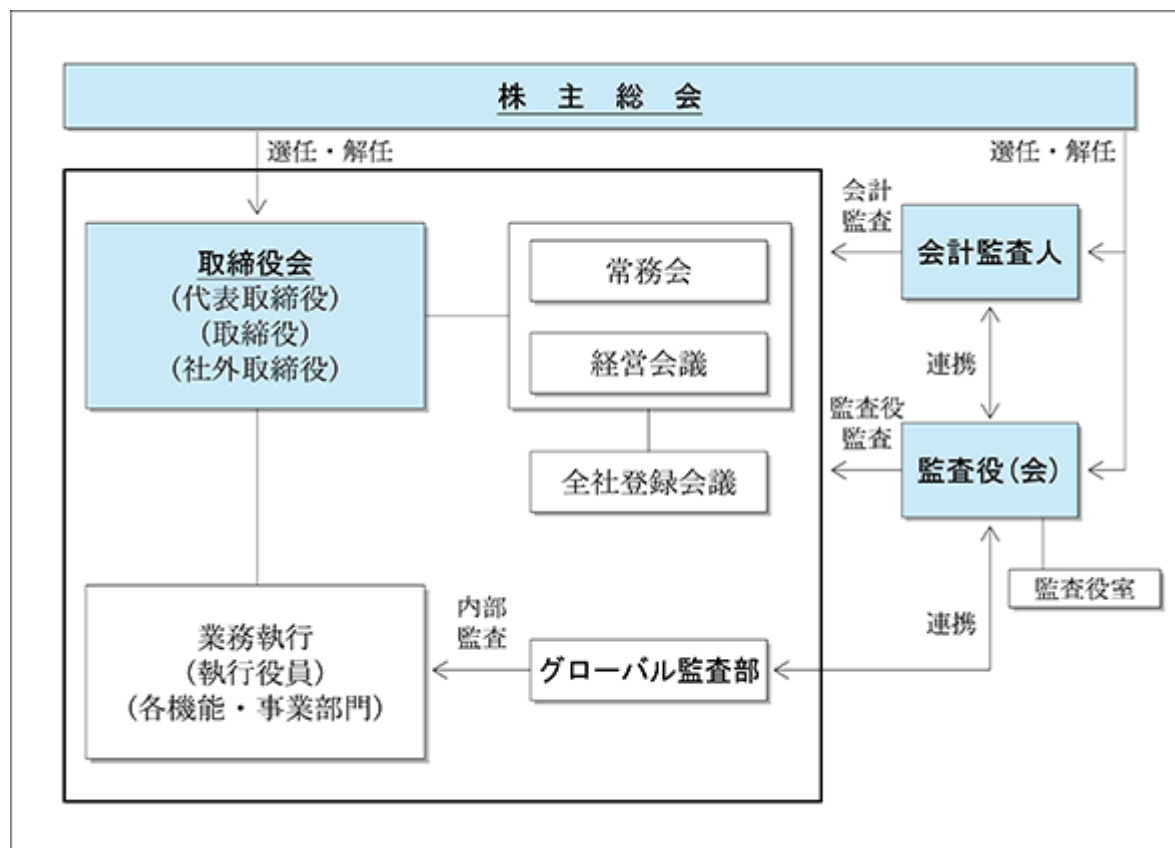 株 主 総 会
選任・解任
選任・解任
取締役会
(代表取締役)
(取締役)
(社外取締役)
常務会
経営会議
全社登録会議
会計
監査
会計監査人
連携
監査役
監査
監査役(会)
監査役室
業務執行
(執行役員)
(各機能・事業部門)
内部
監査
グローバル監査部
連携